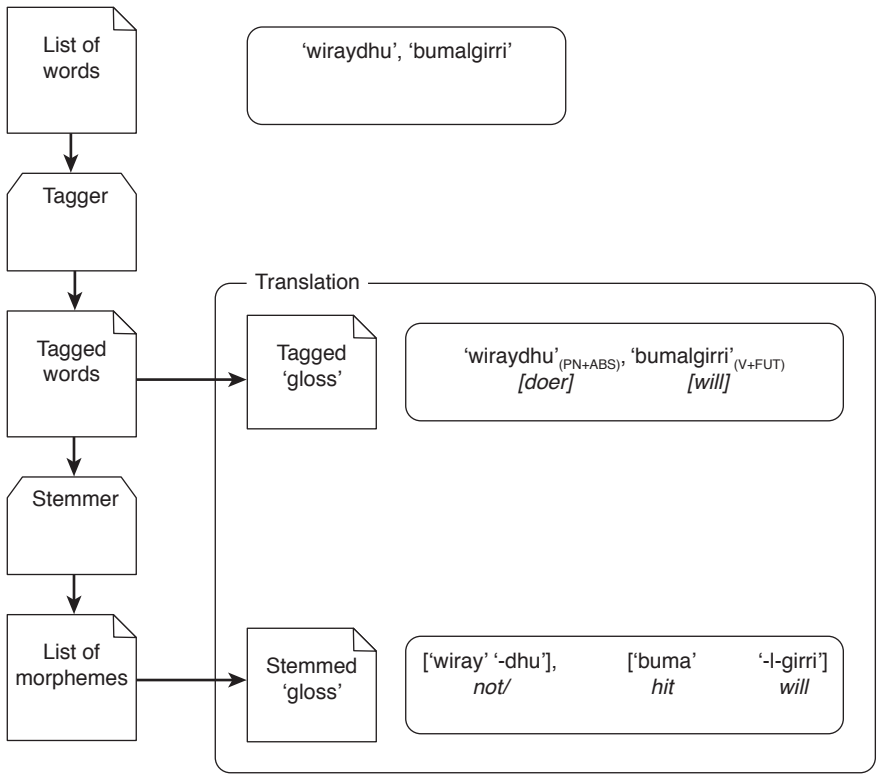 List of
words
‘wiraydhu’, ‘bumalgirri’
Tagger
Translation
Tagged
words
Tagged
‘gloss’
‘wiraydhu’(PN+ABS), ‘bumalgirri’(V+FUT)
[doer] [will]
Stemmer
List of
morphemes
Stemmed
‘gloss’
[‘wiray’ ‘-dhu’], [‘buma’ ‘-l-girri’]
not/ hit will